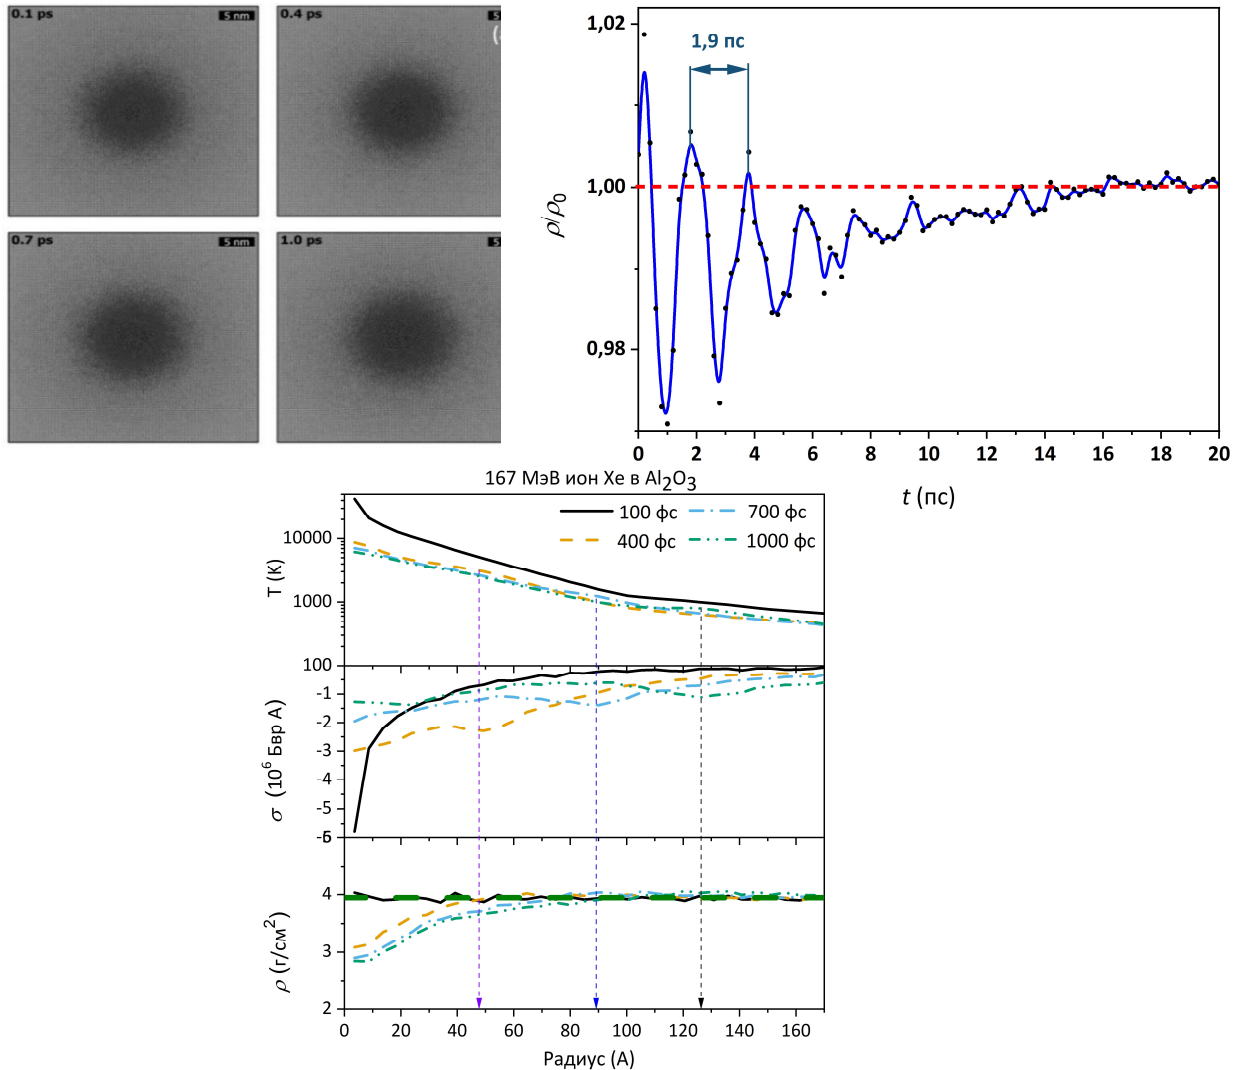 0.1 ps
5 nm
0.4 ps
5
(
0.7 ps
5 nm
1.0 ps
5
1,9 пс
1,02
1,00
0,98
ρ/ρ0
0 2 4 6 8 10 12 14 16 18 20
t (пс)
167 МэВ ион Xe в Al2O3
100 фс
700 фс
400 фс
1000 фс
T (K)
10000
1000
100
σ (10^6 Бвр А)
-1
-2
-3
-4
-5
-6
ρ (г/см^2)
4
3
2
0 20 40 60 80 100 120 140 160
Радиус (А)